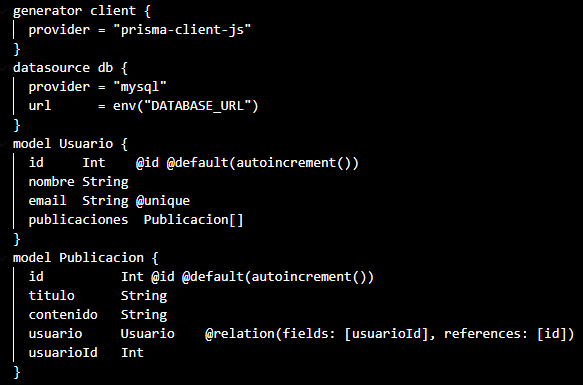 generator client {
  provider = "prisma-client-js"
}
datasource db {
  provider = "mysql"
  url      = env("DATABASE_URL")
}
model Usuario {
  id     Int    @id @default(autoincrement())
  nombre String
  email  String @unique
  publicaciones  Publicacion[]
}
model Publicacion {
  id          Int @id @default(autoincrement())
  titulo      String
  contenido   String
  usuario     Usuario    @relation(fields: [usuarioId], references: [id])
  usuarioId   Int
}